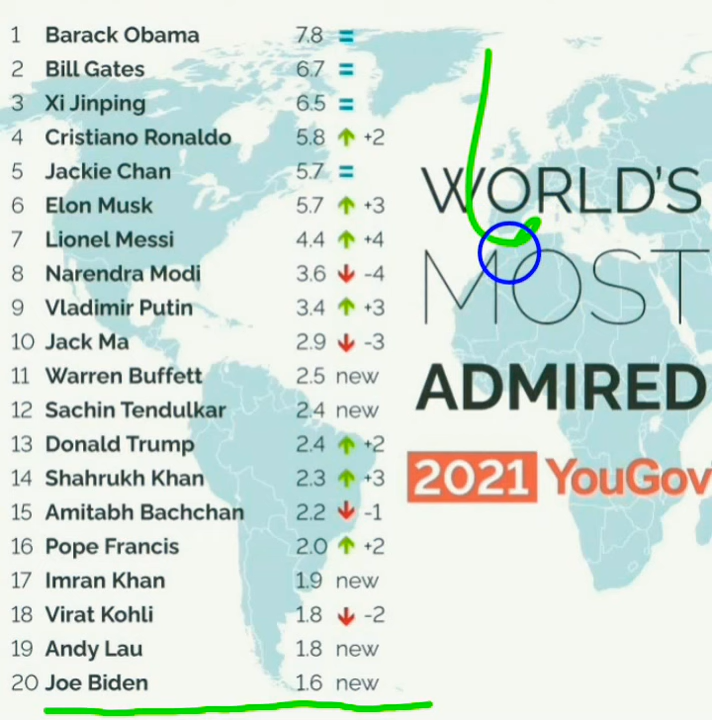 1 Barack Obama 7.8 =
2 Bill Gates 6.7 =
3 Xi Jinping 6.5 =
4 Cristiano Ronaldo 5.8 ↑ +2
5 Jackie Chan 5.7 =
6 Elon Musk 5.7 ↑ +3
7 Lionel Messi 4.4 ↑ +4
8 Narendra Modi 3.6 ↓ -4
9 Vladimir Putin 3.4 ↑ +3
10 Jack Ma 2.9 ↓ -3
11 Warren Buffett 2.5 new
12 Sachin Tendulkar 2.4 new
13 Donald Trump 2.4 ↑ +2
14 Shahrukh Khan 2.3 ↑ +3
15 Amitabh Bachchan 2.2 ↓ -1
16 Pope Francis 2.0 ↑ +2
17 Imran Khan 1.9 new
18 Virat Kohli 1.8 ↓ -2
19 Andy Lau 1.8 new
20 Joe Biden 1.6 new
WORLD'S
MOST
ADMIRED
2021 YouGov